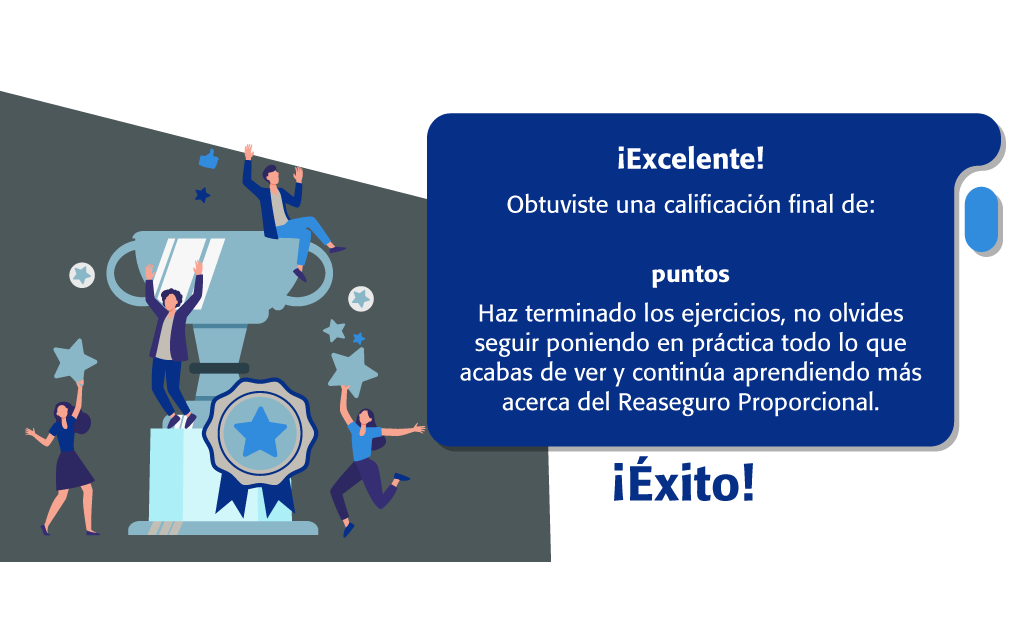 ¡Excelente!
Obtuviste una calificación final de:
puntos
Haz terminado los ejercicios, no olvides
seguir poniendo en práctica todo lo que
acabas de ver y continúa aprendiendo más
acerca del Reaseguro Proporcional.
¡Éxito!